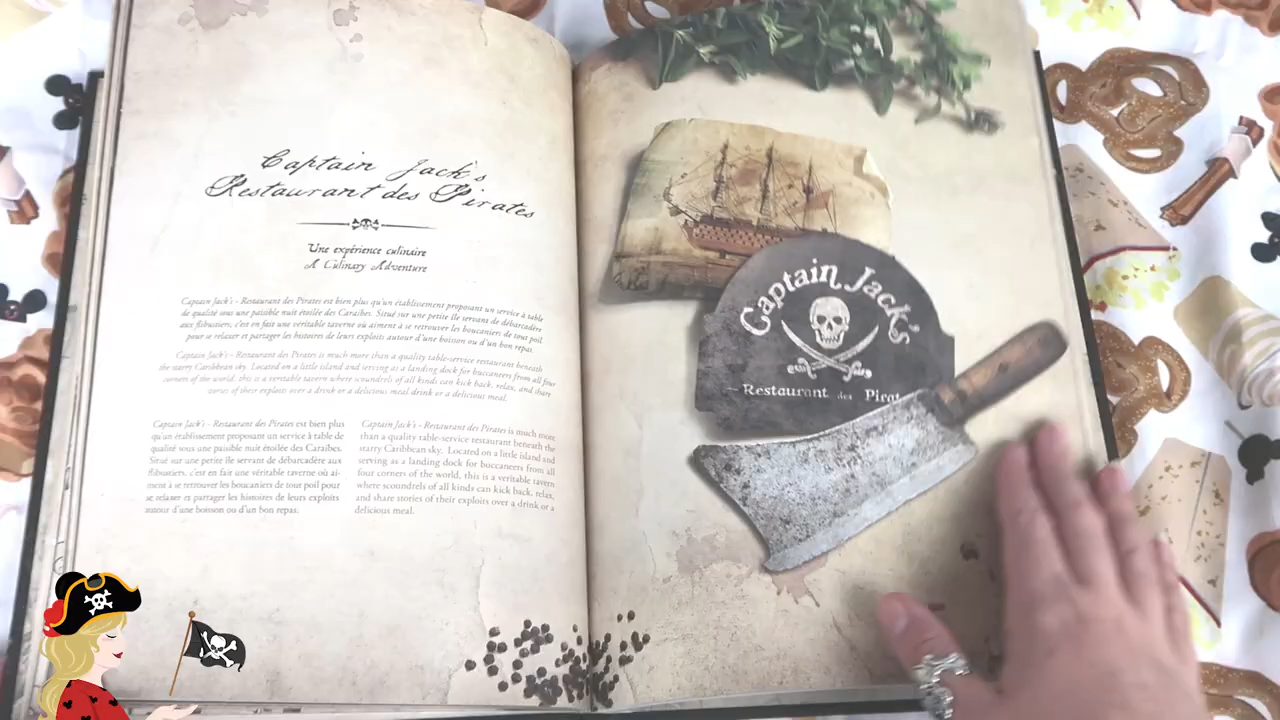 Captain Jack's
Restaurant des Pirates
Une expérience culinaire
A Culinary Adventure
Captain Jack's - Restaurant des Pirates est bien plus qu'un établissement proposant un service à table
de qualité sous une paisible nuit étoilée des Caraïbes. Situé sur une petite île servant de débarcadère
aux flibustiers, c'est en fait une véritable taverne où aiment à se retrouver les boucaniers de tout poil
pour se relaxer et partager les histoires de leurs exploits autour d'une boisson ou d'un bon repas.
Captain Jack's - Restaurant des Pirates is much more than a quality table-service restaurant beneath
the starry Caribbean sky. Located on a little island and serving as a landing dock for buccaneers from all four
corners of the world, this is a veritable tavern where scoundrels of all kinds can kick back, relax, and share
stories of their exploits over a drink or a delicious meal drink or a delicious meal.
Captain Jack's - Restaurant des Pirates est bien plus
qu'un établissement proposant un service à table de
qualité sous une paisible nuit étoilée des Caraïbes.
Situé sur une petite île servant de débarcadère aux
flibustiers, c'est en fait une véritable taverne où ai-
ment à se retrouver les boucaniers de tout poil pour
se relaxer et partager les histoires de leurs exploits
autour d'une boisson ou d'un bon repas.
Captain Jack's - Restaurant des Pirates is much more
than a quality table-service restaurant beneath the
starry Caribbean sky. Located on a little island and
serving as a landing dock for buccaneers from all
four corners of the world, this is a veritable tavern
where scoundrels of all kinds can kick back, relax,
and share stories of their exploits over a drink or a
delicious meal.
Captain Jack's
Restaurant des Pirat